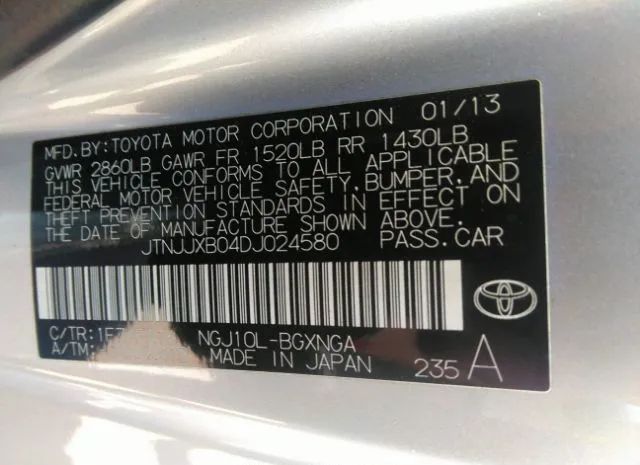 MFD.BY:TOYOTA MOTOR CORPORATION 01/13
GVWR 2860LB GAWR FR 1520LB RR 1430LB
THIS VEHICLE CONFORMS TO ALL APPLICABLE
FEDERAL MOTOR VEHICLE SAFETY,BUMPER,AND
THEFT PREVENTION STANDARDS IN EFFECT ON
THE DATE OF MANUFACTURE SHOWN ABOVE.
JTNJJXB04DJ024580 PASS.CAR
C/TR: NGJ10L-BGXNGA
A/TM: MADE IN JAPAN 235 A